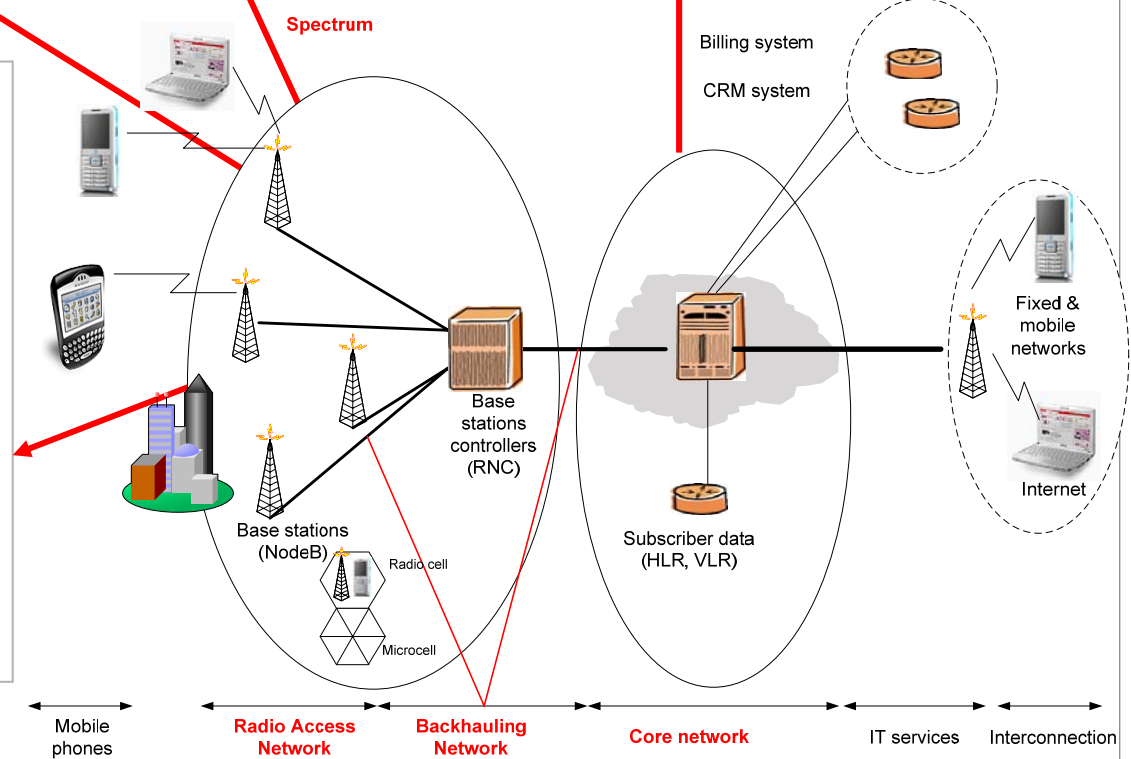 Spectrum
Billing system
CRM system
Fixed &
mobile
networks
Internet
Base
stations
controllers
(RNC)
Subscriber data
(HLR, VLR)
Base stations
(NodeB)
Radio cell
Microcell
Mobile
phones
Radio Access
Network
Backhauling
Network
Core network
IT services
Interconnection